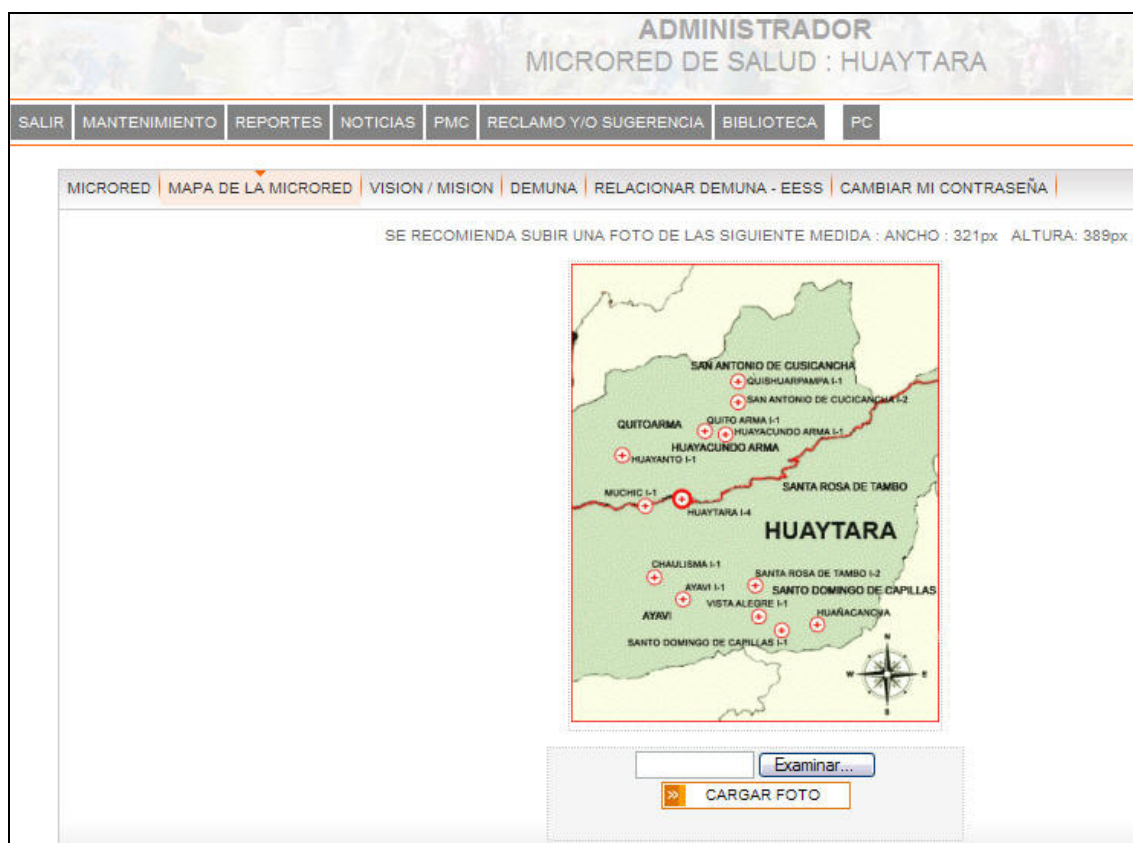 ADMINISTRADOR
MICRORED DE SALUD : HUAYTARA
SALIR MANTENIMIENTO REPORTES NOTICIAS PMC RECLAMO Y/O SUGERENCIA BIBLIOTECA PC
MICRORED MAPA DE LA MICRORED VISION / MISION DEMUNA RELACIONAR DEMUNA - EESS CAMBIAR MI CONTRASEÑA
SE RECOMIENDA SUBIR UNA FOTO DE LAS SIGUIENTE MEDIDA : ANCHO : 321px ALTURA: 389px
SAN ANTONIO DE CUSICANCHA
QUISHUARPAMPA I-1
SAN ANTONIO DE CUCICANCHA I-2
QUITOARMA
QUITO ARMA I-1
HUAYACUNDO ARMA I-1
HUAYACUNDO ARMA
HUAYANTO I-1
SANTA ROSA DE TAMBO
MUCHIC I-1
HUAYTARA I-4
HUAYTARA
CHAULISMA I-1
SANTA ROSA DE TAMBO I-2
AYAVI I-1
SANTO DOMINGO DE CAPILLAS
VISTA ALEGRE I-1
HUAÑACANCHA
AYAVI
SANTO DOMINGO DE CAPILLAS I-1
N
W E
S
Examinar...
CARGAR FOTO